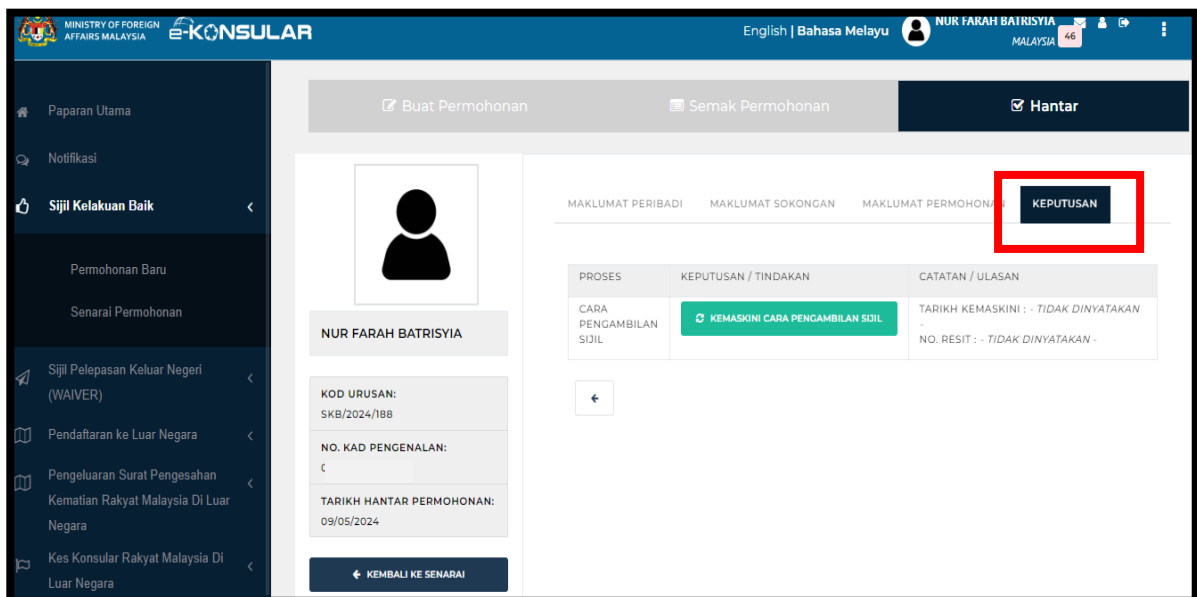 MINISTRY OF FOREIGN
AFFAIRS MALAYSIA
e-KONSULAR
English | Bahasa Melayu
NUR FARAH BATRISYIA
MALAYSIA
46
Paparan Utama
Notifikasi
Sijil Kelakuan Baik
Permohonan Baru
Senarai Permohonan
Sijil Pelepasan Keluar Negeri
(WAIVER)
Pendaftaran ke Luar Negara
Pengeluaran Surat Pengesahan
Kematian Rakyat Malaysia Di Luar
Negara
Kes Konsular Rakyat Malaysia Di
Luar Negara
Buat Permohonan
Semak Permohonan
Hantar
NUR FARAH BATRISYIA
KOD URUSAN:
SKB/2024/188
NO. KAD PENGENALAN:
TARIKH HANTAR PERMOHONAN:
09/05/2024
KEMBALI KE SENARAI
MAKLUMAT PERIBADI
MAKLUMAT SOKONGAN
MAKLUMAT PERMOHONAN
KEPUTUSAN
PROSES
KEPUTUSAN / TINDAKAN
CATATAN / ULASAN
CARA
PENGAMBILAN
SIJIL
KEMASKINI CARA PENGAMBILAN SIJIL
TARIKH KEMASKINI : - TIDAK DINYATAKAN
-
NO. RESIT : - TIDAK DINYATAKAN -